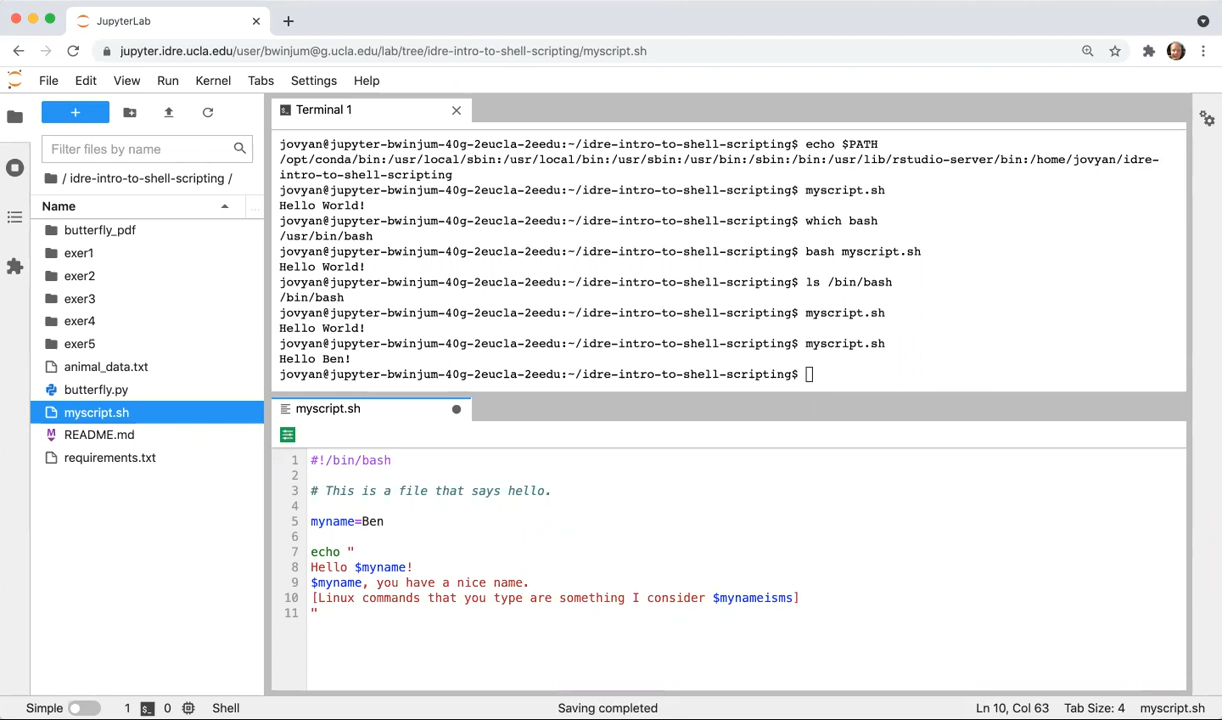 JupyterLab
jupyter.idre.ucla.edu/user/bwinjum@g.ucla.edu/lab/tree/idre-intro-to-shell-scripting/myscript.sh
File Edit View Run Kernel Tabs Settings Help
Filter files by name
/ idre-intro-to-shell-scripting /
Name
butterfly_pdf
exer1
exer2
exer3
exer4
exer5
animal_data.txt
butterfly.py
myscript.sh
README.md
requirements.txt
Terminal 1
jovyan@jupyter-bwinjum-40g-2eucla-2eedu:~/idre-intro-to-shell-scripting$ echo $PATH
/opt/conda/bin:/usr/local/sbin:/usr/local/bin:/usr/sbin:/usr/bin:/sbin:/bin:/usr/lib/rstudio-server/bin:/home/jovyan/idre-
intro-to-shell-scripting
jovyan@jupyter-bwinjum-40g-2eucla-2eedu:~/idre-intro-to-shell-scripting$ myscript.sh
Hello World!
jovyan@jupyter-bwinjum-40g-2eucla-2eedu:~/idre-intro-to-shell-scripting$ which bash
/usr/bin/bash
jovyan@jupyter-bwinjum-40g-2eucla-2eedu:~/idre-intro-to-shell-scripting$ bash myscript.sh
Hello World!
jovyan@jupyter-bwinjum-40g-2eucla-2eedu:~/idre-intro-to-shell-scripting$ ls /bin/bash
/bin/bash
jovyan@jupyter-bwinjum-40g-2eucla-2eedu:~/idre-intro-to-shell-scripting$ myscript.sh
Hello World!
jovyan@jupyter-bwinjum-40g-2eucla-2eedu:~/idre-intro-to-shell-scripting$ myscript.sh
Hello Ben!
jovyan@jupyter-bwinjum-40g-2eucla-2eedu:~/idre-intro-to-shell-scripting$
myscript.sh
1 #!/bin/bash
2
3 # This is a file that says hello.
4
5 myname=Ben
6
7 echo "
8 Hello $myname!
9 $myname, you have a nice name.
10 [Linux commands that you type are something I consider $mynameisms]
11 "
Simple 1 $_ 0 Shell Saving completed Ln 10, Col 63 Tab Size: 4 myscript.sh